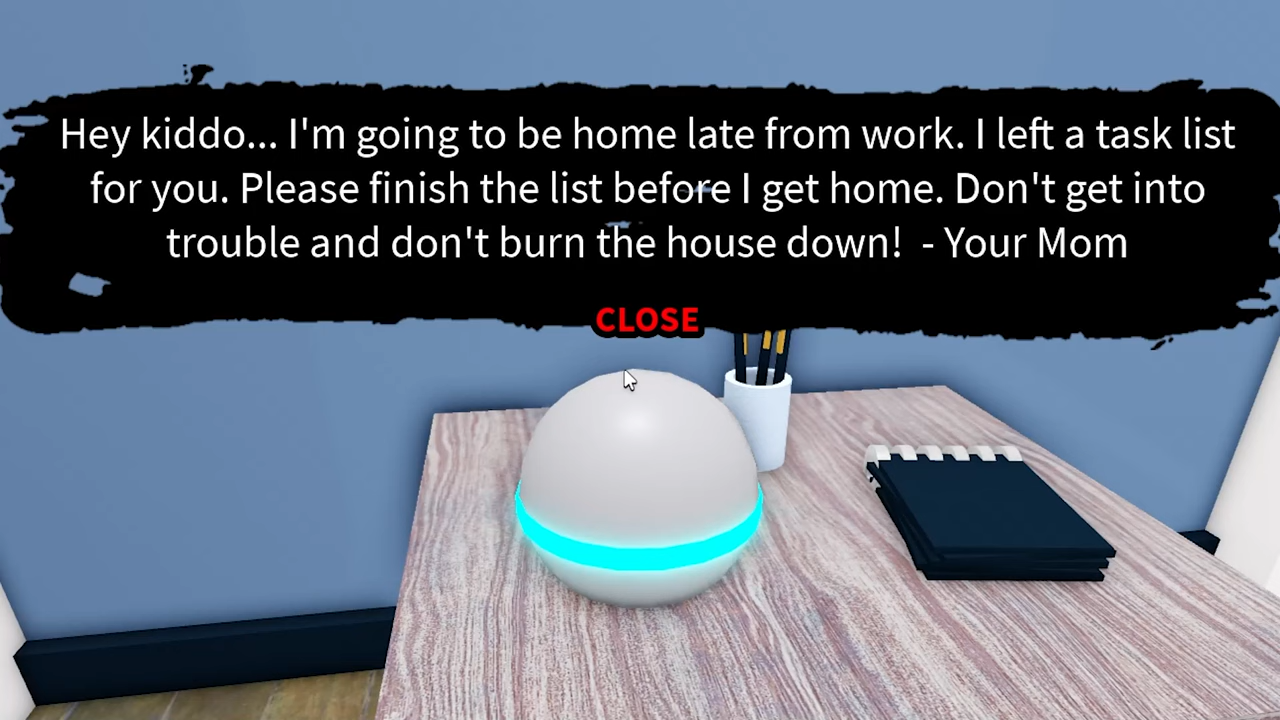 Hey kiddo... I'm going to be home late from work. I left a task list
for you. Please finish the list before I get home. Don't get into
trouble and don't burn the house down!  - Your Mom
CLOSE